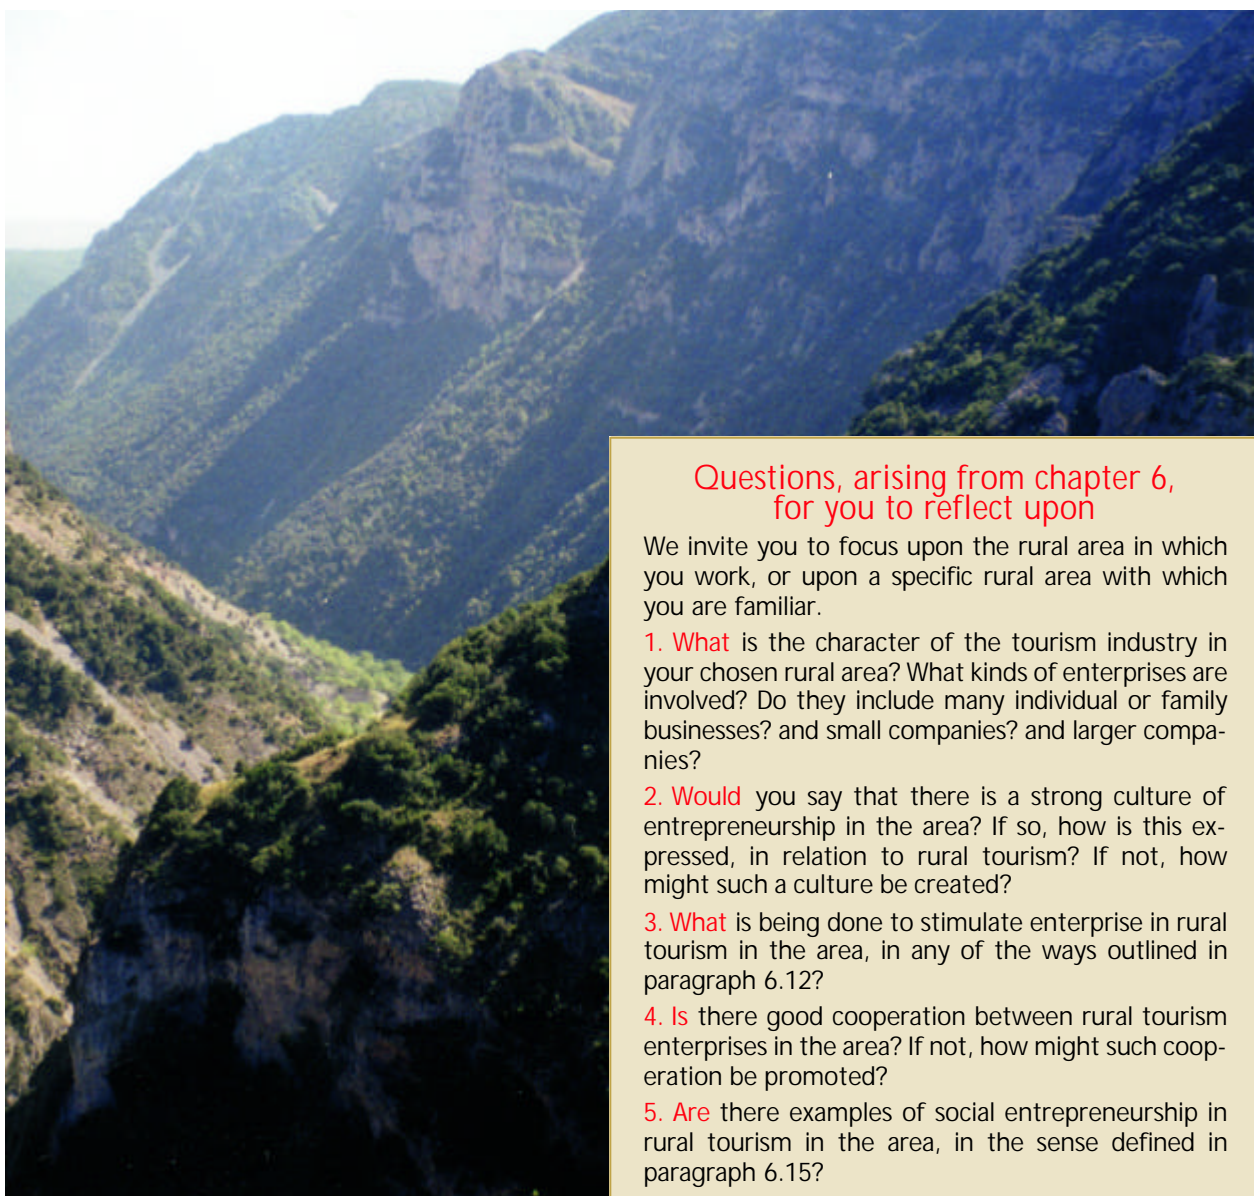 Questions, arising from chapter 6,
for you to reflect upon
We invite you to focus upon the rural area in which
you work, or upon a specific rural area with which
you are familiar.
1. What is the character of the tourism industry in
your chosen rural area? What kinds of enterprises are
involved? Do they include many individual or family
businesses? and small companies? and larger compa-
nies?
2. Would you say that there is a strong culture of
entrepreneurship in the area? If so, how is this ex-
pressed, in relation to rural tourism? If not, how
might such a culture be created?
3. What is being done to stimulate enterprise in rural
tourism in the area, in any of the ways outlined in
paragraph 6.12?
4. Is there good cooperation between rural tourism
enterprises in the area? If not, how might such coop-
eration be promoted?
5. Are there examples of social entrepreneurship in
rural tourism in the area, in the sense defined in
paragraph 6.15?